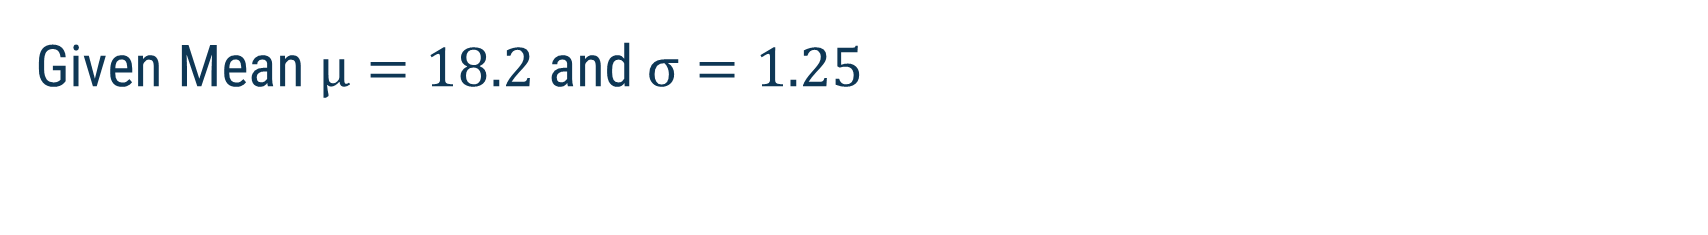 Given Mean μ = 18.2 and σ = 1.25